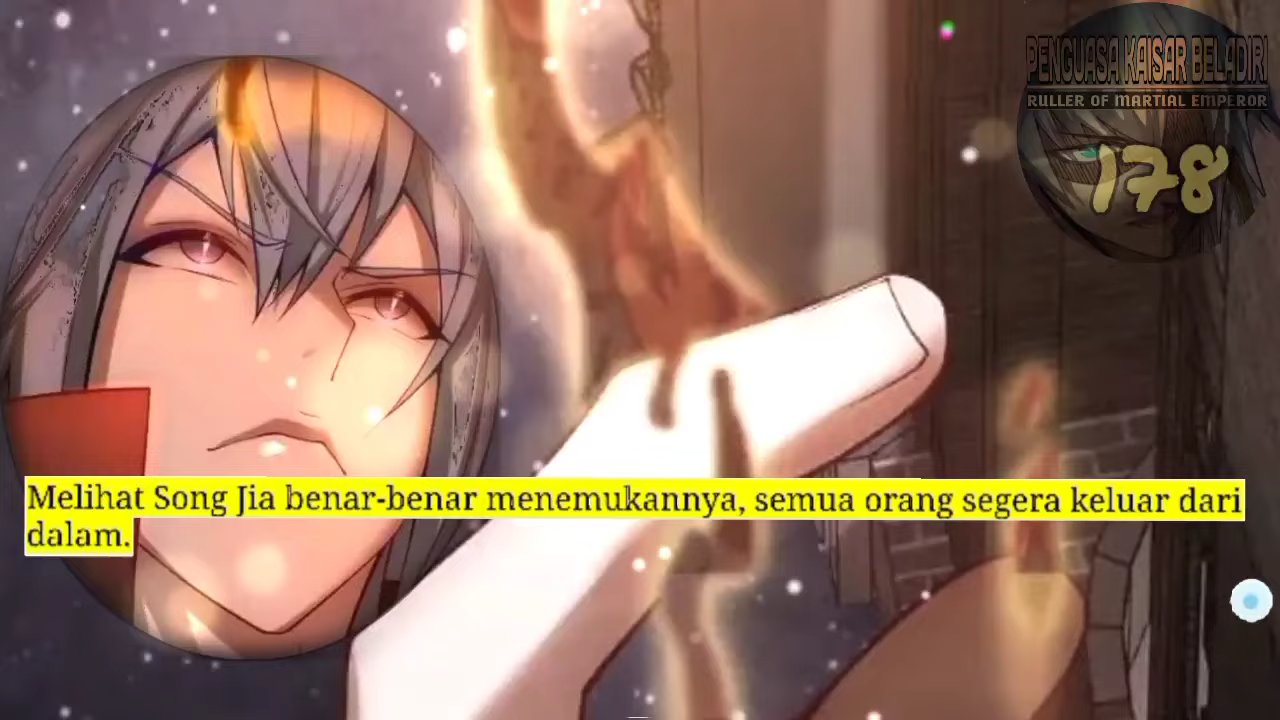 PENGUASA KAISAR BELADIRI
RULLER OF MARTIAL EMPEROR
178
Melihat Song Jia benar-benar menemukannya, semua orang segera keluar dari
dalam.